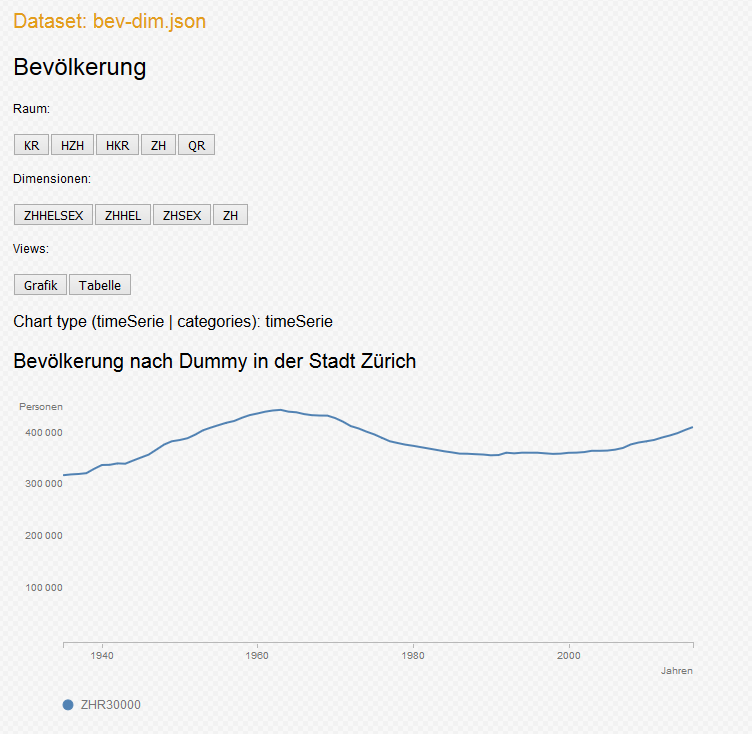 Dataset: bev-dim.json
Bevölkerung
Raum:
KR HZH HKR ZH QR
Dimensionen:
ZHHELSEX ZHHEL ZHSEX ZH
Views:
Grafik Tabelle
Chart type (timeSerie | categories): timeSerie
Bevölkerung nach Dummy in der Stadt Zürich
Personen
400 000
300 000
200 000
100 000
1940 1960 1980 2000
Jahren
ZHR30000